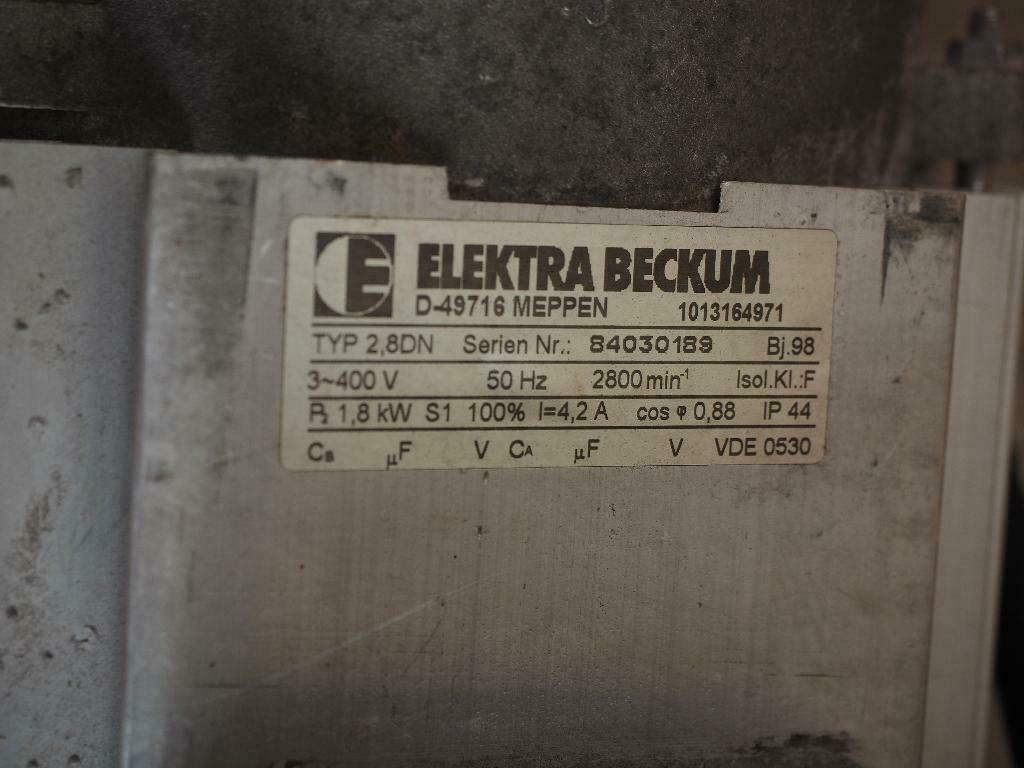 E ELEKTRA BECKUM
D-49716 MEPPEN 1013164971
TYP 2,8DN Serien Nr.: 84030189 Bj.98
3~400 V 50 Hz 2800 min⁻¹ Isol.Kl.:F
P₂ 1,8 kW S1 100% I=4,2 A cos φ 0,88 IP 44
CB µF V CA µF V VDE 0530